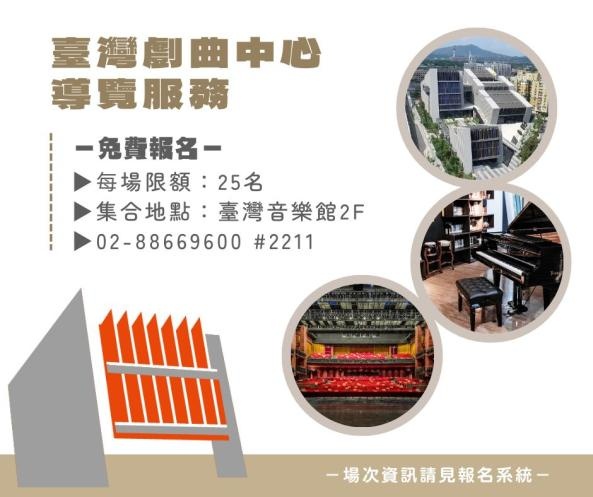 臺灣劇曲中心
導覽服務
－免費報名－
▶每場限額：25名
▶集合地點：臺灣音樂館2F
▶02-88669600 #2211
－場次資訊請見報名系統－